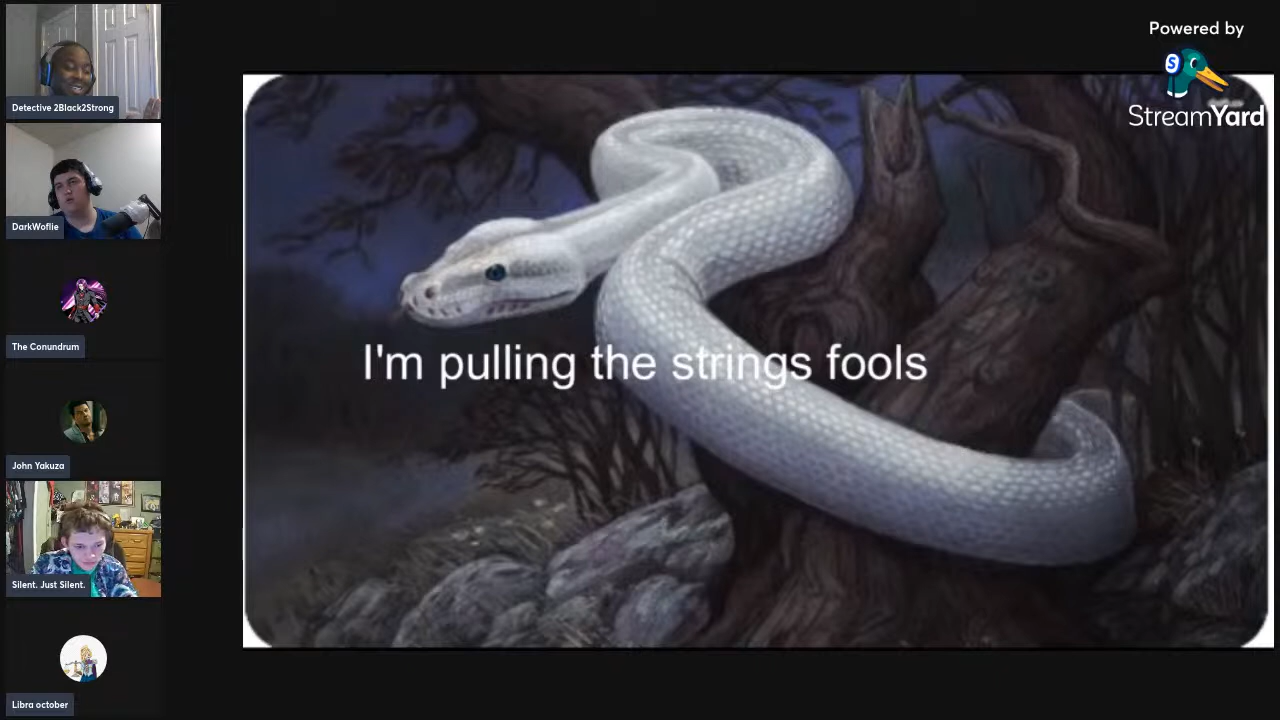 Detective 2Black2Strong
DarkWoflie
The Conundrum
John Yakuza
Silent. Just Silent.
Libra october
I'm pulling the strings fools
Powered by
S
StreamYard